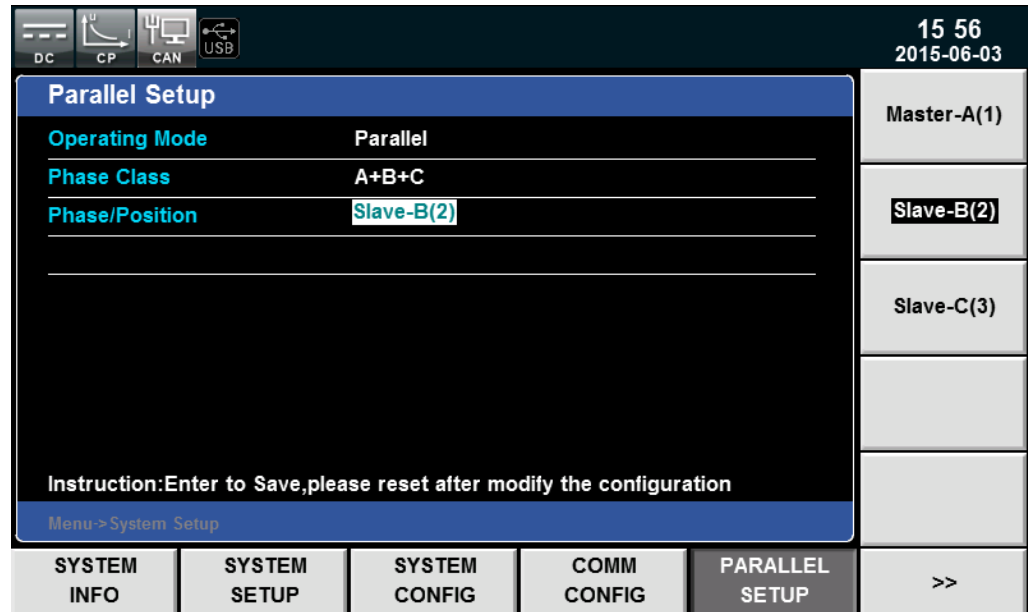 DC CP CAN USB
U I
15 56
2015-06-03
Parallel Setup
Operating Mode Parallel
Phase Class A+B+C
Phase/Position Slave-B(2)
Instruction:Enter to Save,please reset after modify the configuration
Menu->System Setup
Master-A(1)
Slave-B(2)
Slave-C(3)
SYSTEM INFO
SYSTEM SETUP
SYSTEM CONFIG
COMM CONFIG
PARALLEL SETUP
>>